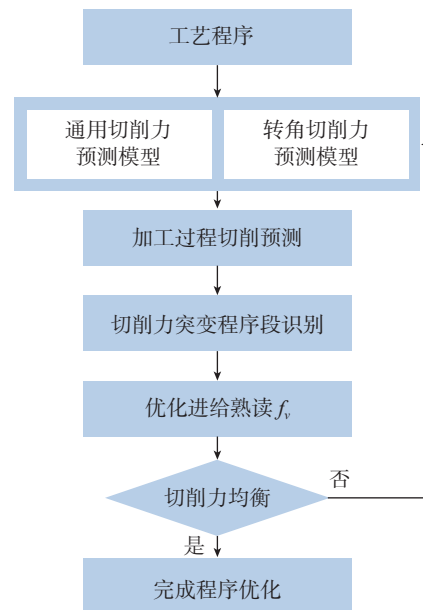 工艺程序
通用切削力
预测模型
转角切削力
预测模型
加工过程切削预测
切削力突变程序段识别
优化进给熟读 fv
切削力均衡
否
是
完成程序优化